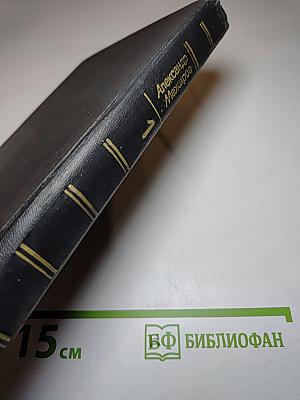 Александр
Межиров
1
15 см
БФ БИБЛИОФАН